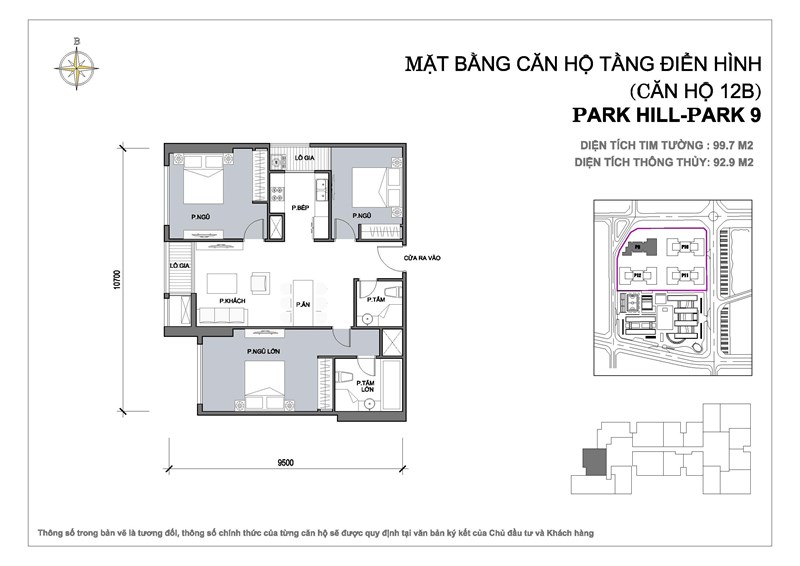 B
MẶT BẰNG CĂN HỘ TẦNG ĐIỂN HÌNH
(CĂN HỘ 12B)
PARK HILL-PARK 9
DIỆN TÍCH TIM TƯỜNG : 99.7 M2
DIỆN TÍCH THÔNG THỦY: 92.9 M2
LÔ GIA
P.NGỦ
P.BẾP
P.NGỦ
CỬA RA VÀO
LÔ GIA
P.KHÁCH
P.ĂN
P.TẮM
P.NGỦ LỚN
P.TẮM
LỚN
10700
9500
P9
P10
P12
P11
Thông số trong bản vẽ là tương đối, thông số chính thức của từng căn hộ sẽ được quy định tại văn bản ký kết của Chủ đầu tư và Khách hàng